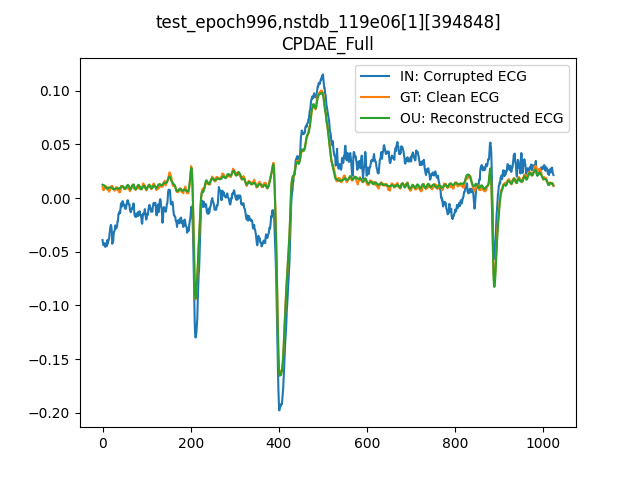 test_epoch996,nstdb_119e06[1][394848]
CPDAE_Full
IN: Corrupted ECG
GT: Clean ECG
OU: Reconstructed ECG
0.10
0.05
0.00
−0.05
−0.10
−0.15
−0.20
0 200 400 600 800 1000